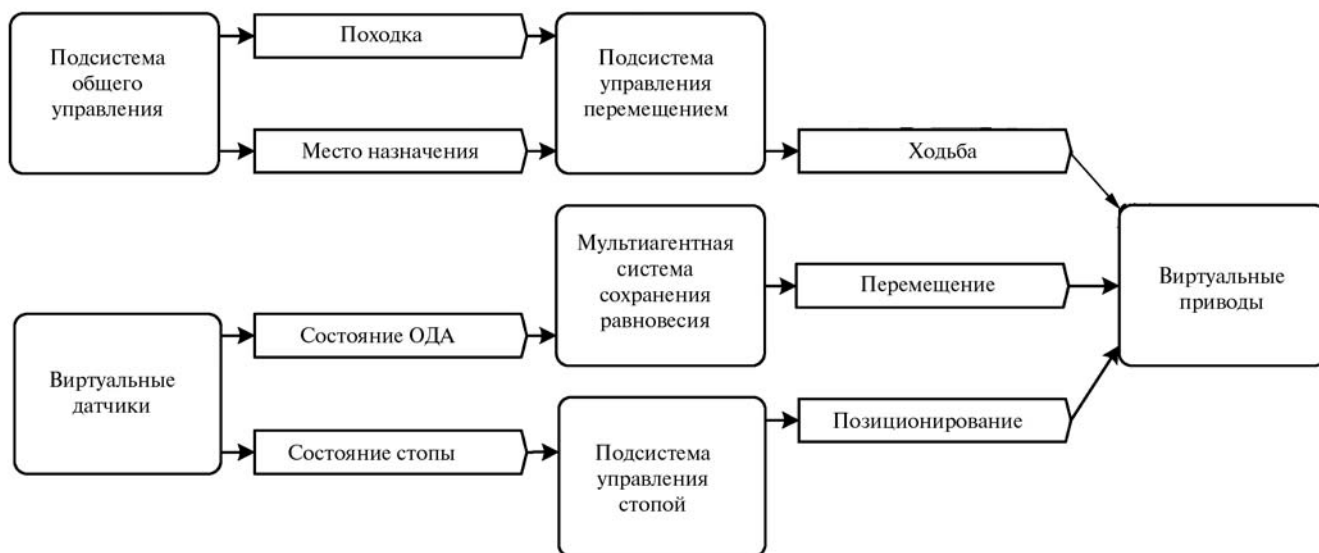 Подсистема
общего
управления
Походка
Место назначения
Подсистема
управления
перемещением
Ходьба
Виртуальные
датчики
Состояние ОДА
Состояние стопы
Мультиагентная
система
сохранения
равновесия
Перемещение
Подсистема
управления
стопой
Позиционирование
Виртуальные
приводы